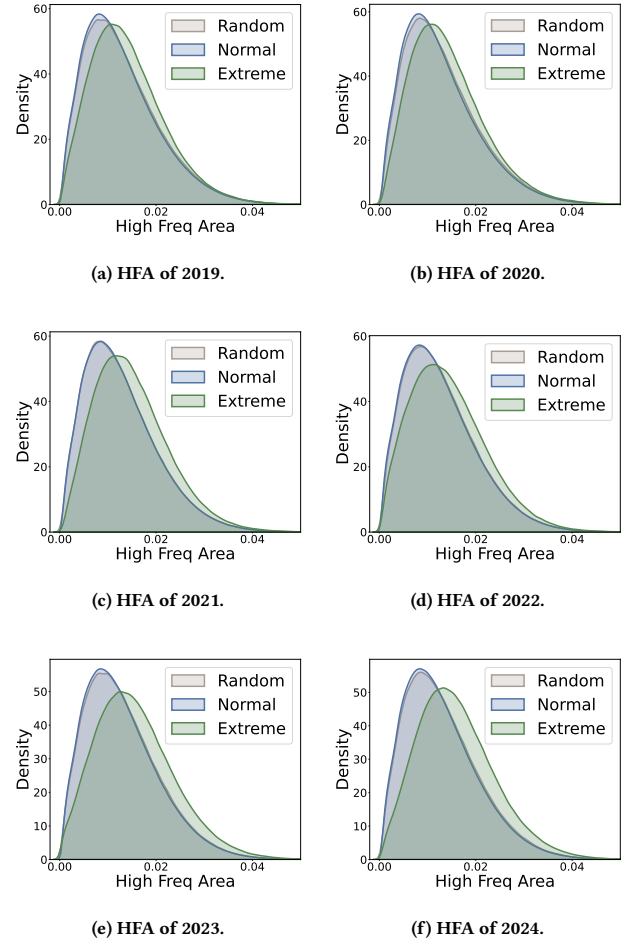 60
40
20
0
Density
Random
Normal
Extreme
0.00 0.02 0.04
High Freq Area
(a) HFA of 2019.
60
40
20
0
Density
Random
Normal
Extreme
0.00 0.02 0.04
High Freq Area
(b) HFA of 2020.
60
40
20
0
Density
Random
Normal
Extreme
0.00 0.02 0.04
High Freq Area
(c) HFA of 2021.
60
40
20
0
Density
Random
Normal
Extreme
0.00 0.02 0.04
High Freq Area
(d) HFA of 2022.
50
40
30
20
10
0
Density
Random
Normal
Extreme
0.00 0.02 0.04
High Freq Area
(e) HFA of 2023.
50
40
30
20
10
0
Density
Random
Normal
Extreme
0.00 0.02 0.04
High Freq Area
(f) HFA of 2024.